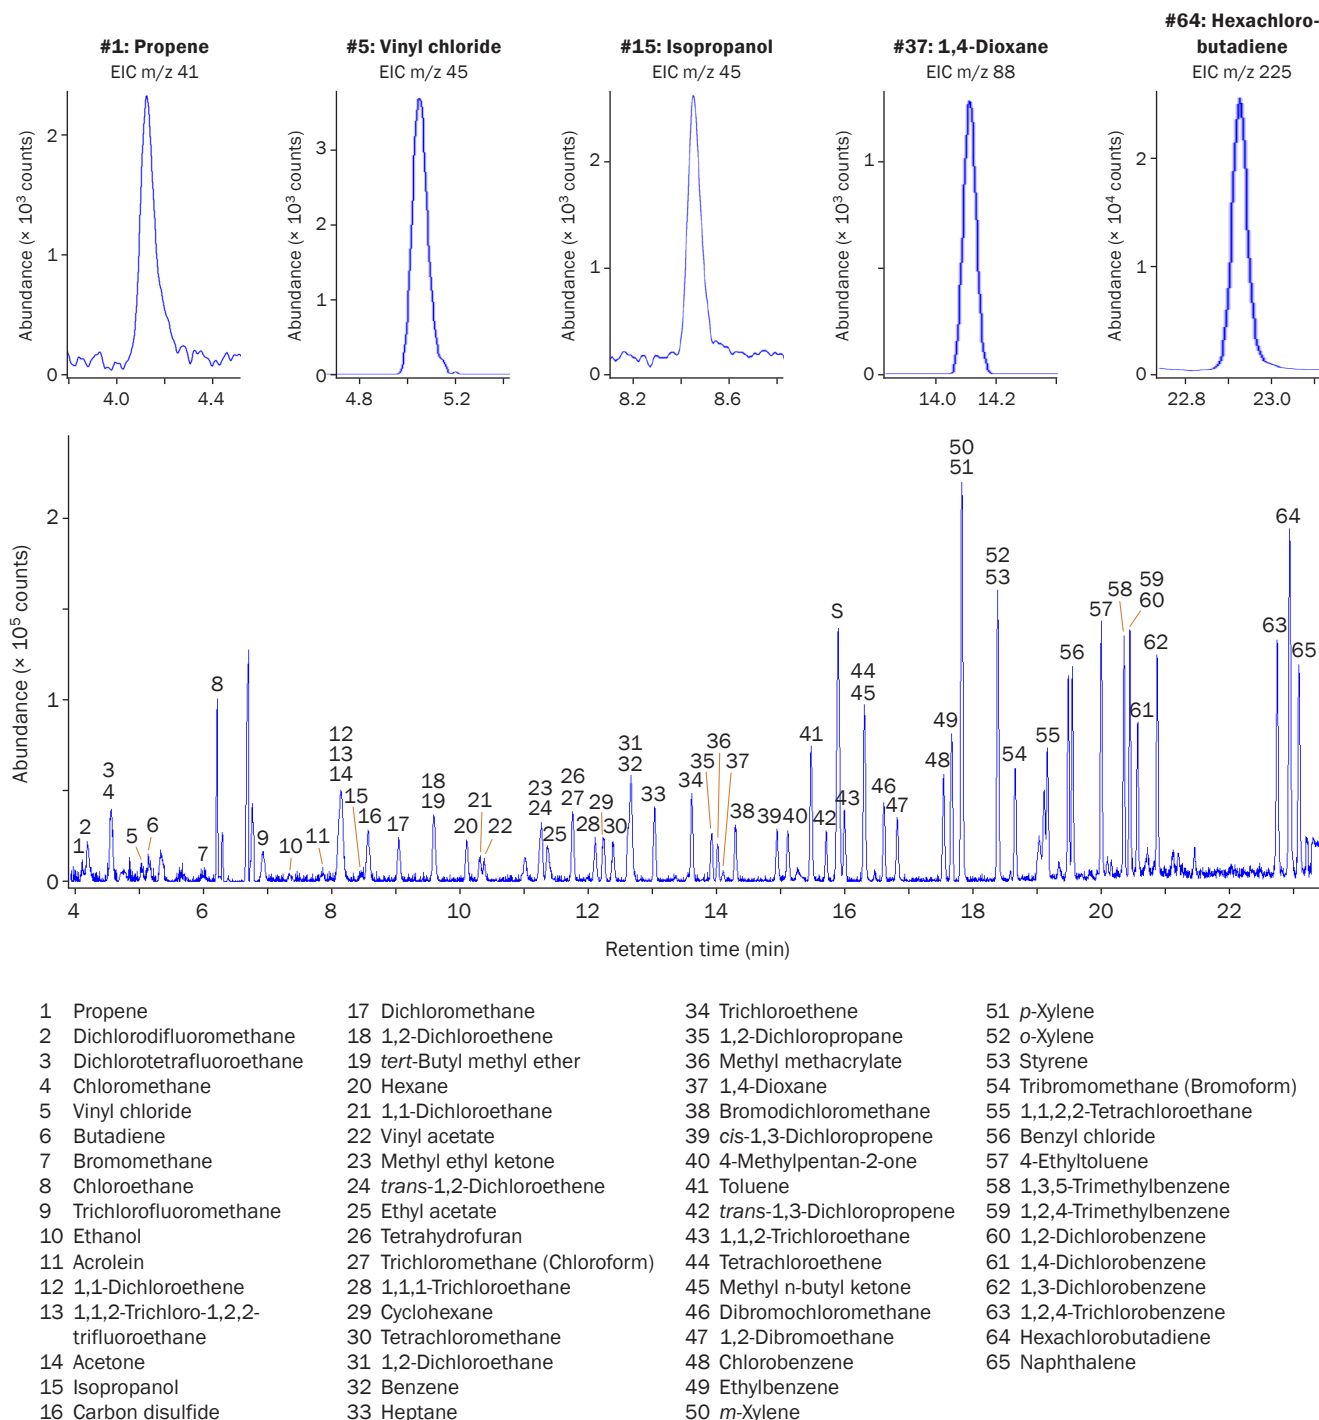 #1: Propene
EIC m/z 41
#5: Vinyl chloride
EIC m/z 45
#15: Isopropanol
EIC m/z 45
#37: 1,4-Dioxane
EIC m/z 88
#64: Hexachloro-
butadiene
EIC m/z 225
Abundance (× 10³ counts)
2
1
0
4.0 4.4
Abundance (× 10³ counts)
3
2
1
0
4.8 5.2
Abundance (× 10³ counts)
2
1
0
8.2 8.6
Abundance (× 10³ counts)
1
0
14.0 14.2
Abundance (× 10⁴ counts)
2
1
0
22.8 23.0
Abundance (× 10⁵ counts)
2
1
0
1
2
3
4
5
6
7
8
9
10
11
12
13
14
15
16
17
18
19
20
21
22
23
24
25
26
27
28
29
30
31
32
33
34
35
36
37
38
39
40
41
42
S
43
44
45
46
47
48
49
50
51
52
53
54
55
56
57
58
59
60
61
62
63
64
65
4 6 8 10 12 14 16 18 20 22
Retention time (min)
1 Propene
2 Dichlorodifluoromethane
3 Dichlorotetrafluoroethane
4 Chloromethane
5 Vinyl chloride
6 Butadiene
7 Bromomethane
8 Chloroethane
9 Trichlorofluoromethane
10 Ethanol
11 Acrolein
12 1,1-Dichloroethene
13 1,1,2-Trichloro-1,2,2-
trifluoroethane
14 Acetone
15 Isopropanol
16 Carbon disulfide
17 Dichloromethane
18 1,2-Dichloroethene
19 tert-Butyl methyl ether
20 Hexane
21 1,1-Dichloroethane
22 Vinyl acetate
23 Methyl ethyl ketone
24 trans-1,2-Dichloroethene
25 Ethyl acetate
26 Tetrahydrofuran
27 Trichloromethane (Chloroform)
28 1,1,1-Trichloroethane
29 Cyclohexane
30 Tetrachloromethane
31 1,2-Dichloroethane
32 Benzene
33 Heptane
34 Trichloroethene
35 1,2-Dichloropropane
36 Methyl methacrylate
37 1,4-Dioxane
38 Bromodichloromethane
39 cis-1,3-Dichloropropene
40 4-Methylpentan-2-one
41 Toluene
42 trans-1,3-Dichloropropene
43 1,1,2-Trichloroethane
44 Tetrachloroethene
45 Methyl n-butyl ketone
46 Dibromochloromethane
47 1,2-Dibromoethane
48 Chlorobenzene
49 Ethylbenzene
50 m-Xylene
51 p-Xylene
52 o-Xylene
53 Styrene
54 Tribromomethane (Bromoform)
55 1,1,2,2-Tetrachloroethane
56 Benzyl chloride
57 4-Ethyltoluene
58 1,3,5-Trimethylbenzene
59 1,2,4-Trimethylbenzene
60 1,2-Dichlorobenzene
61 1,4-Dichlorobenzene
62 1,3-Dichlorobenzene
63 1,2,4-Trichlorobenzene
64 Hexachlorobutadiene
65 Naphthalene